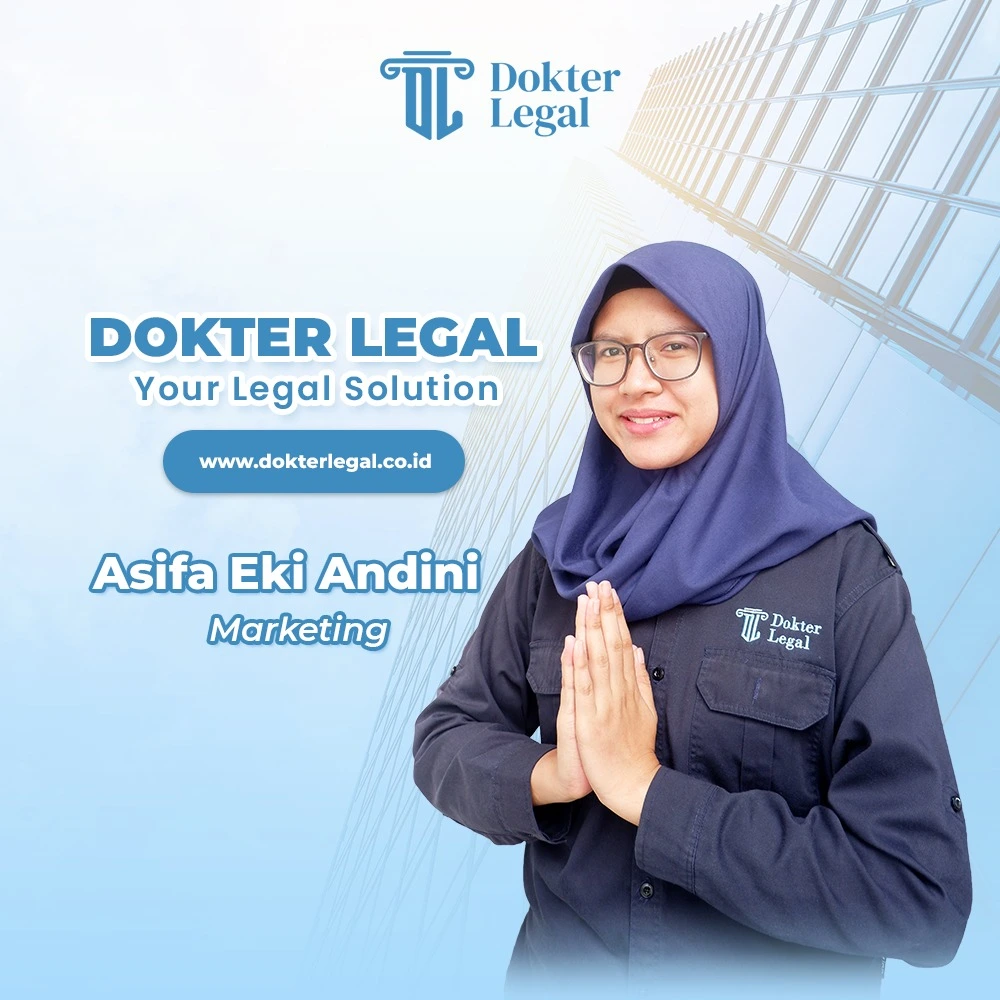 Dokter
Legal
DOKTER LEGAL
Your Legal Solution
www.dokterlegal.co.id
Asifa Eki Andini
Marketing
Dokter
Legal